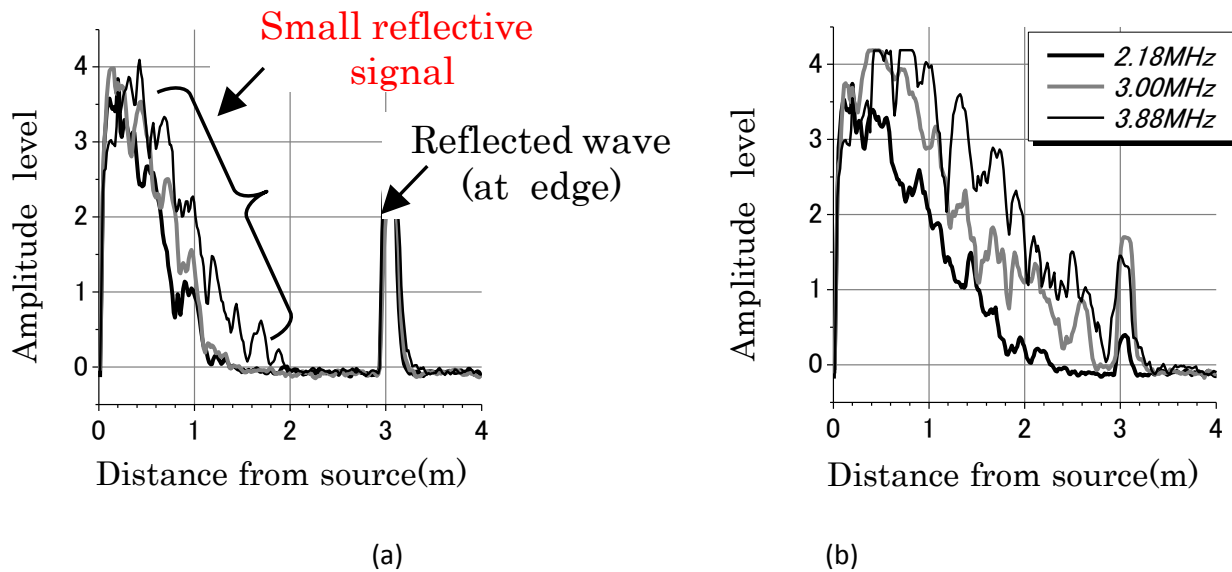 Small reflective
signal
Reflected wave
(at edge)
Amplitude level
4
3
2
1
0
0 1 2 3 4
Distance from source(m)
(a)
2.18MHz
3.00MHz
3.88MHz
Amplitude level
4
3
2
1
0
0 1 2 3 4
Distance from source(m)
(b)